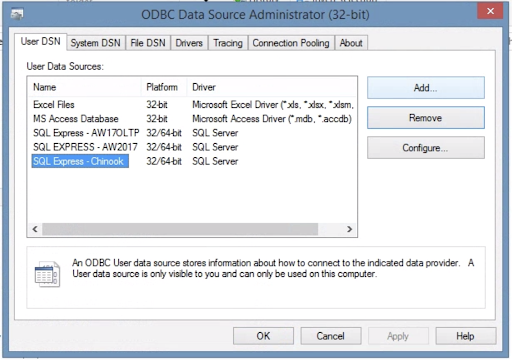 ODBC Data Source Administrator (32-bit)
User DSN System DSN File DSN Drivers Tracing Connection Pooling About
User Data Sources:
Name Platform Driver
Excel Files 32-bit Microsoft Excel Driver (*.xls, *.xlsx, *.xlsm,
MS Access Database 32-bit Microsoft Access Driver (*.mdb, *.accdb)
SQL Express - AW17OLTP 32/64-bit SQL Server
SQL EXPRESS - AW2017 32/64-bit SQL Server
SQL Express - Chinook 32/64-bit SQL Server
Add...
Remove
Configure...
An ODBC User data source stores information about how to connect to the indicated data provider. A
User data source is only visible to you and can only be used on this computer.
OK Cancel Apply Help